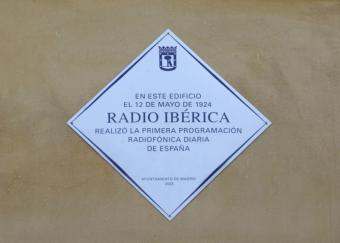 EN ESTE EDIFICIO
EL 12 DE MAYO DE 1924
RADIO IBÉRICA
REALIZÓ LA PRIMERA PROGRAMACIÓN
RADIOFÓNICA DIARIA
DE ESPAÑA
AYUNTAMIENTO DE MADRID